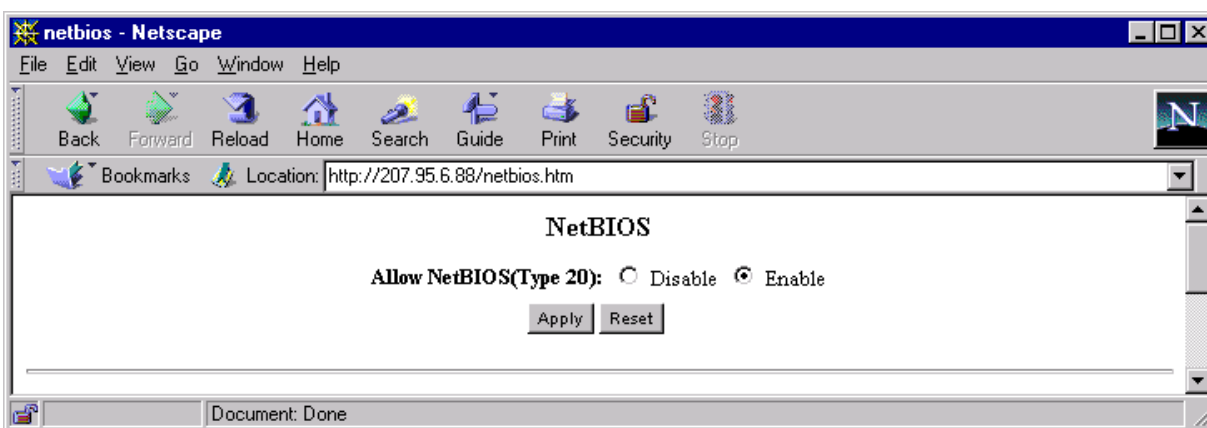 netbios - Netscape
File Edit View Go Window Help
Back Forward Reload Home Search Guide Print Security Stop
N
Bookmarks Location: http://207.95.6.88/netbios.htm
NetBIOS
Allow NetBIOS(Type 20): Disable Enable
Apply Reset
Document: Done